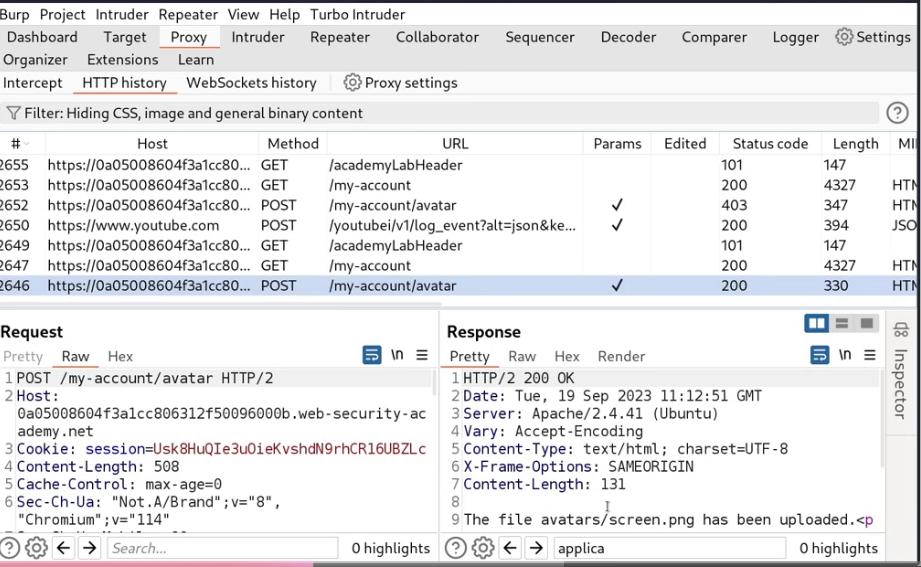 Burp Project Intruder Repeater View Help Turbo Intruder
Dashboard Target Proxy Intruder Repeater Collaborator Sequencer Decoder Comparer Logger Settings
Organizer Extensions Learn
Intercept HTTP history WebSockets history Proxy settings
Filter: Hiding CSS, image and general binary content
# Host Method URL Params Edited Status code Length MI
2655 https://0a05008604f3a1cc80... GET /academyLabHeader 101 147
2653 https://0a05008604f3a1cc80... GET /my-account 200 4327 HTM
2652 https://0a05008604f3a1cc80... POST /my-account/avatar ✓ 403 347 HTM
2650 https://www.youtube.com POST /youtubei/v1/log_event?alt=json&ke... ✓ 200 394 JSO
2649 https://0a05008604f3a1cc80... GET /academyLabHeader 101 147
2647 https://0a05008604f3a1cc80... GET /my-account 200 4327 HTM
2646 https://0a05008604f3a1cc80... POST /my-account/avatar ✓ 200 330 HTM
Request
Pretty Raw Hex \n
1 POST /my-account/avatar HTTP/2
2 Host:
0a05008604f3a1cc806312f50096000b.web-security-ac
ademy.net
3 Cookie: session=Usk8HuQIe3uOieKvshdN9rhCR16UBZLc
4 Content-Length: 508
5 Cache-Control: max-age=0
6 Sec-Ch-Ua: "Not.A/Brand";v="8",
"Chromium";v="114"
Search... 0 highlights
Response
Pretty Raw Hex Render \n
1 HTTP/2 200 OK
2 Date: Tue, 19 Sep 2023 11:12:51 GMT
3 Server: Apache/2.4.41 (Ubuntu)
4 Vary: Accept-Encoding
5 Content-Type: text/html; charset=UTF-8
6 X-Frame-Options: SAMEORIGIN
7 Content-Length: 131
8
9 The file avatars/screen.png has been uploaded.<p
applica 0 highlights
Inspector